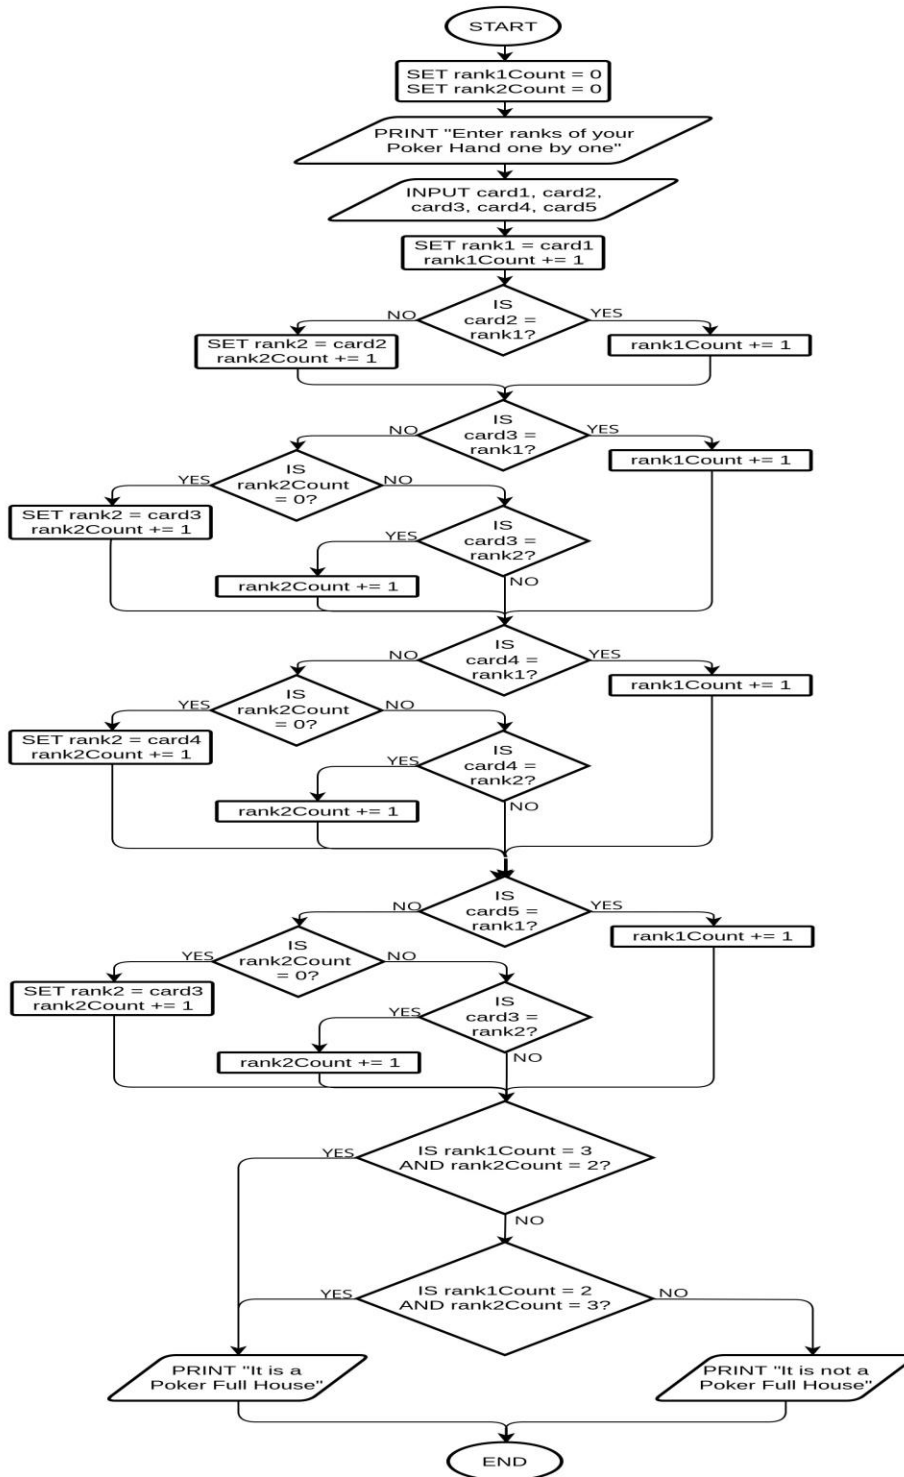 START
SET rank1Count = 0
SET rank2Count = 0
PRINT "Enter ranks of your
Poker Hand one by one"
INPUT card1, card2,
card3, card4, card5
SET rank1 = card1
rank1Count += 1
IS
card2 =
rank1?
NO
YES
SET rank2 = card2
rank2Count += 1
rank1Count += 1
IS
card3 =
rank1?
NO
YES
rank1Count += 1
IS
rank2Count
= 0?
YES
NO
SET rank2 = card3
rank2Count += 1
IS
card3 =
rank2?
YES
NO
rank2Count += 1
IS
card4 =
rank1?
NO
YES
rank1Count += 1
IS
rank2Count
= 0?
YES
NO
SET rank2 = card4
rank2Count += 1
IS
card4 =
rank2?
YES
NO
rank2Count += 1
IS
card5 =
rank1?
NO
YES
rank1Count += 1
IS
rank2Count
= 0?
YES
NO
SET rank2 = card3
rank2Count += 1
IS
card3 =
rank2?
YES
NO
rank2Count += 1
IS rank1Count = 3
AND rank2Count = 2?
YES
NO
IS rank1Count = 2
AND rank2Count = 3?
YES
NO
PRINT "It is a
Poker Full House"
PRINT "It is not a
Poker Full House"
END